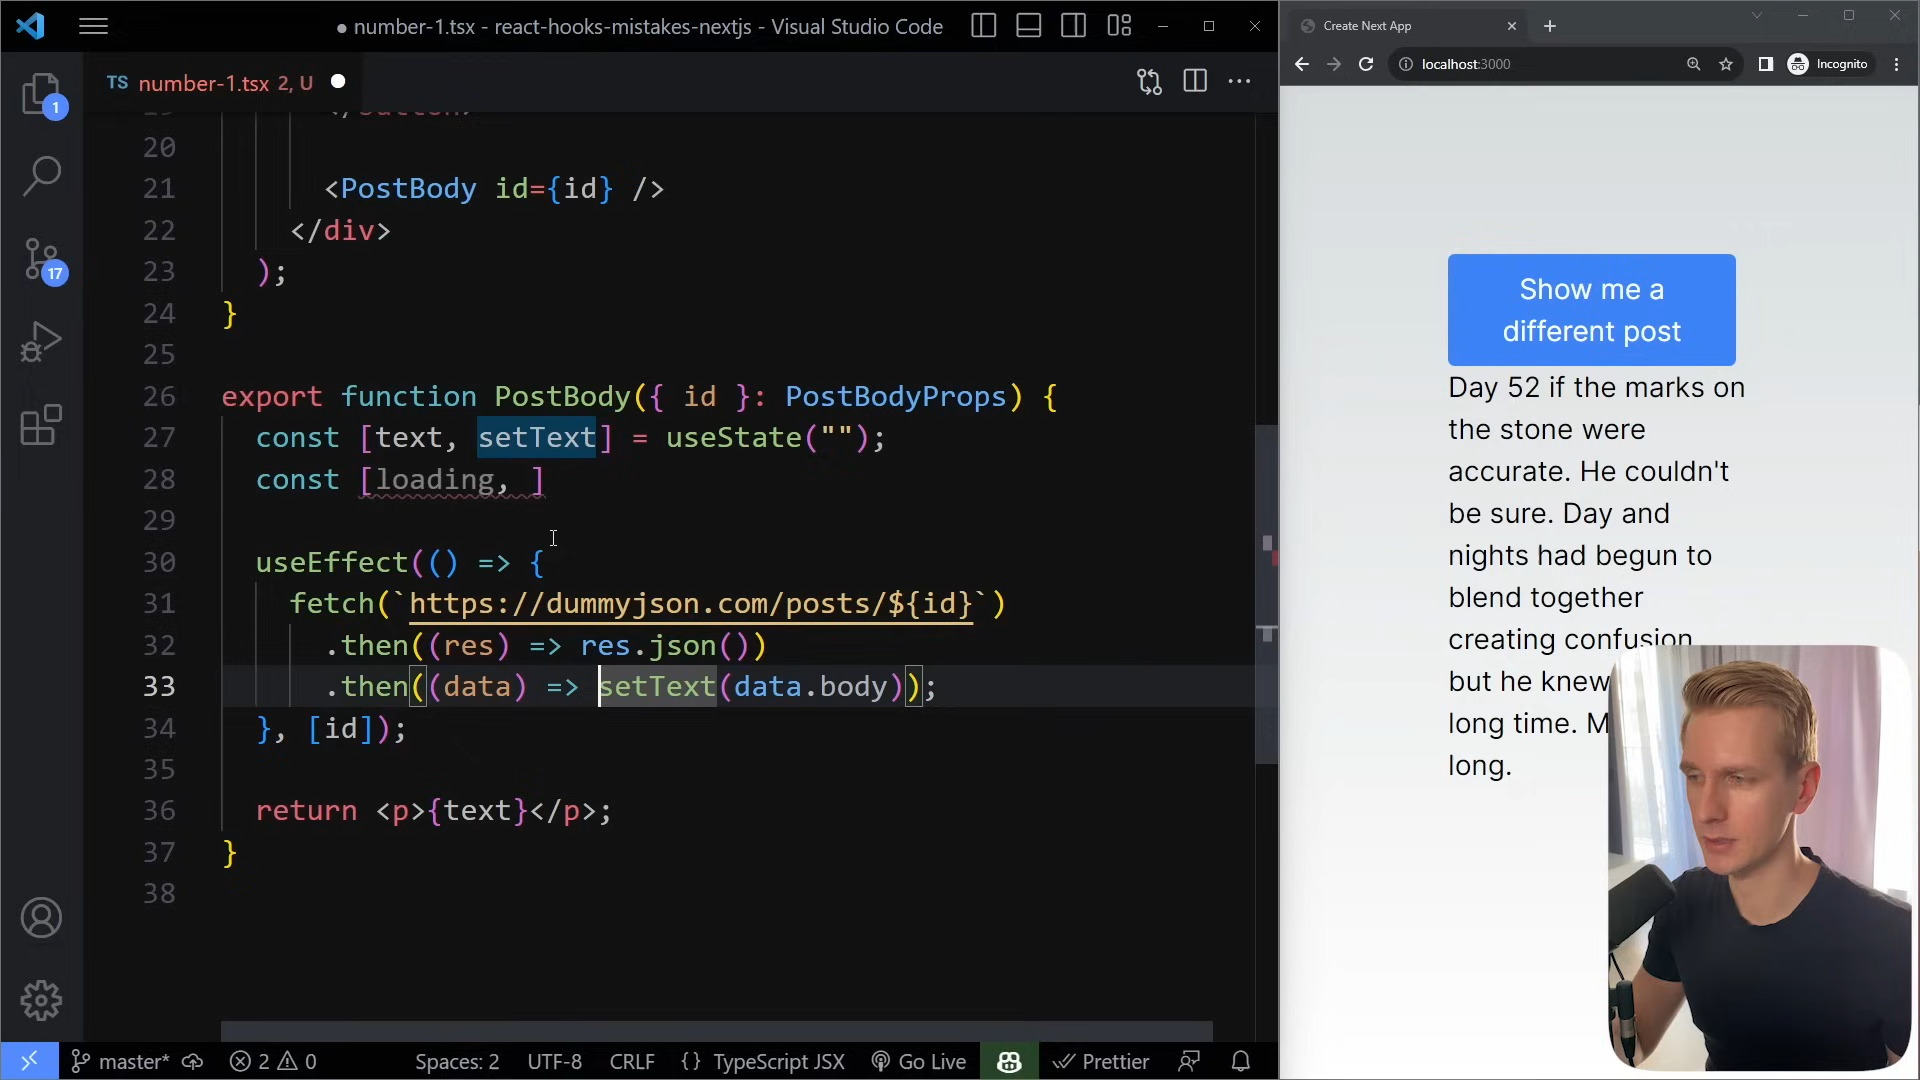 number-1.tsx - react-hooks-mistakes-nextjs - Visual Studio Code
TS number-1.tsx 2, U
1
17
20
21 <PostBody id={id} />
22 </div>
23 );
24 }
25
26 export function PostBody({ id }: PostBodyProps) {
27 const [text, setText] = useState("");
28 const [loading, ]
29
30 useEffect(() => {
31 fetch(`https://dummyjson.com/posts/${id}`)
32 .then((res) => res.json())
33 .then((data) => setText(data.body));
34 }, [id]);
35
36 return <p>{text}</p>;
37 }
38
master* 2 0 Spaces: 2 UTF-8 CRLF {} TypeScript JSX Go Live Prettier
Create Next App
localhost:3000 Incognito
Show me a
different post
Day 52 if the marks on
the stone were
accurate. He couldn't
be sure. Day and
nights had begun to
blend together
creating confusion
but he knew
long time. M
long.